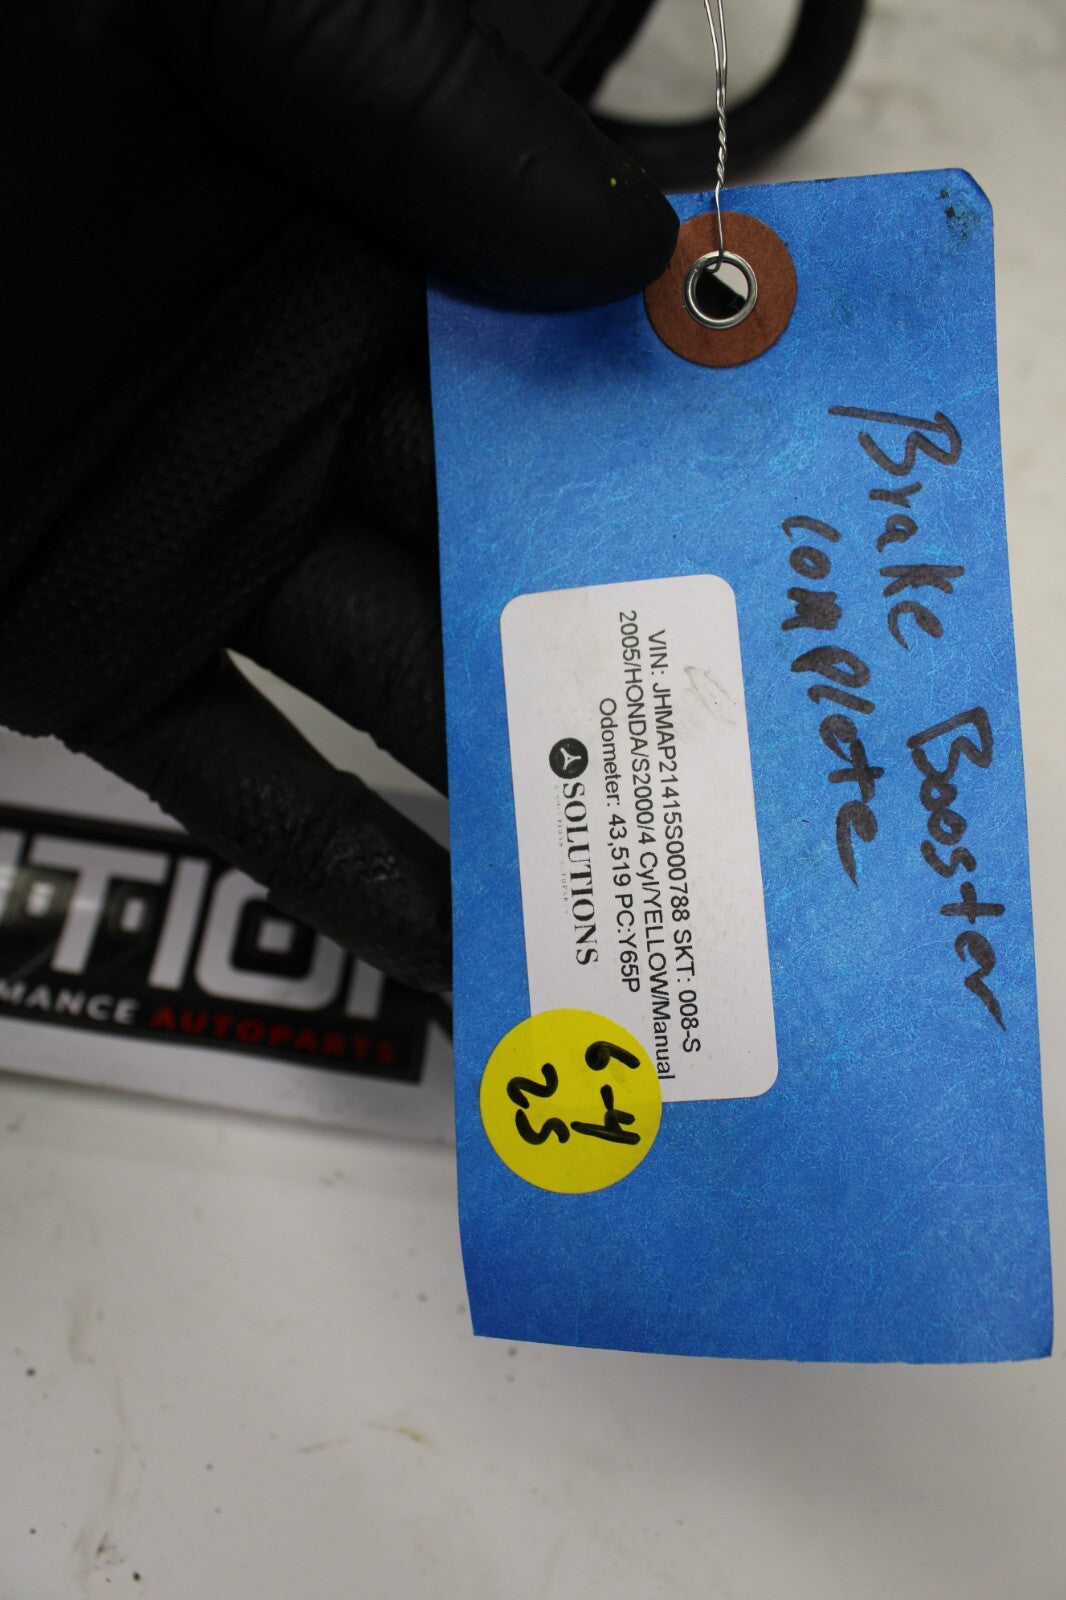 Brake Booster
complete
VIN: JHMAP21415S000788 SKT: 008-S
2005/HONDA/S2000/4 Cyl/YELLOW/Manual
Odometer: 43,519 PC:Y65P
SOLUTIONS
6-4
25
MANCE AUTOPARTS